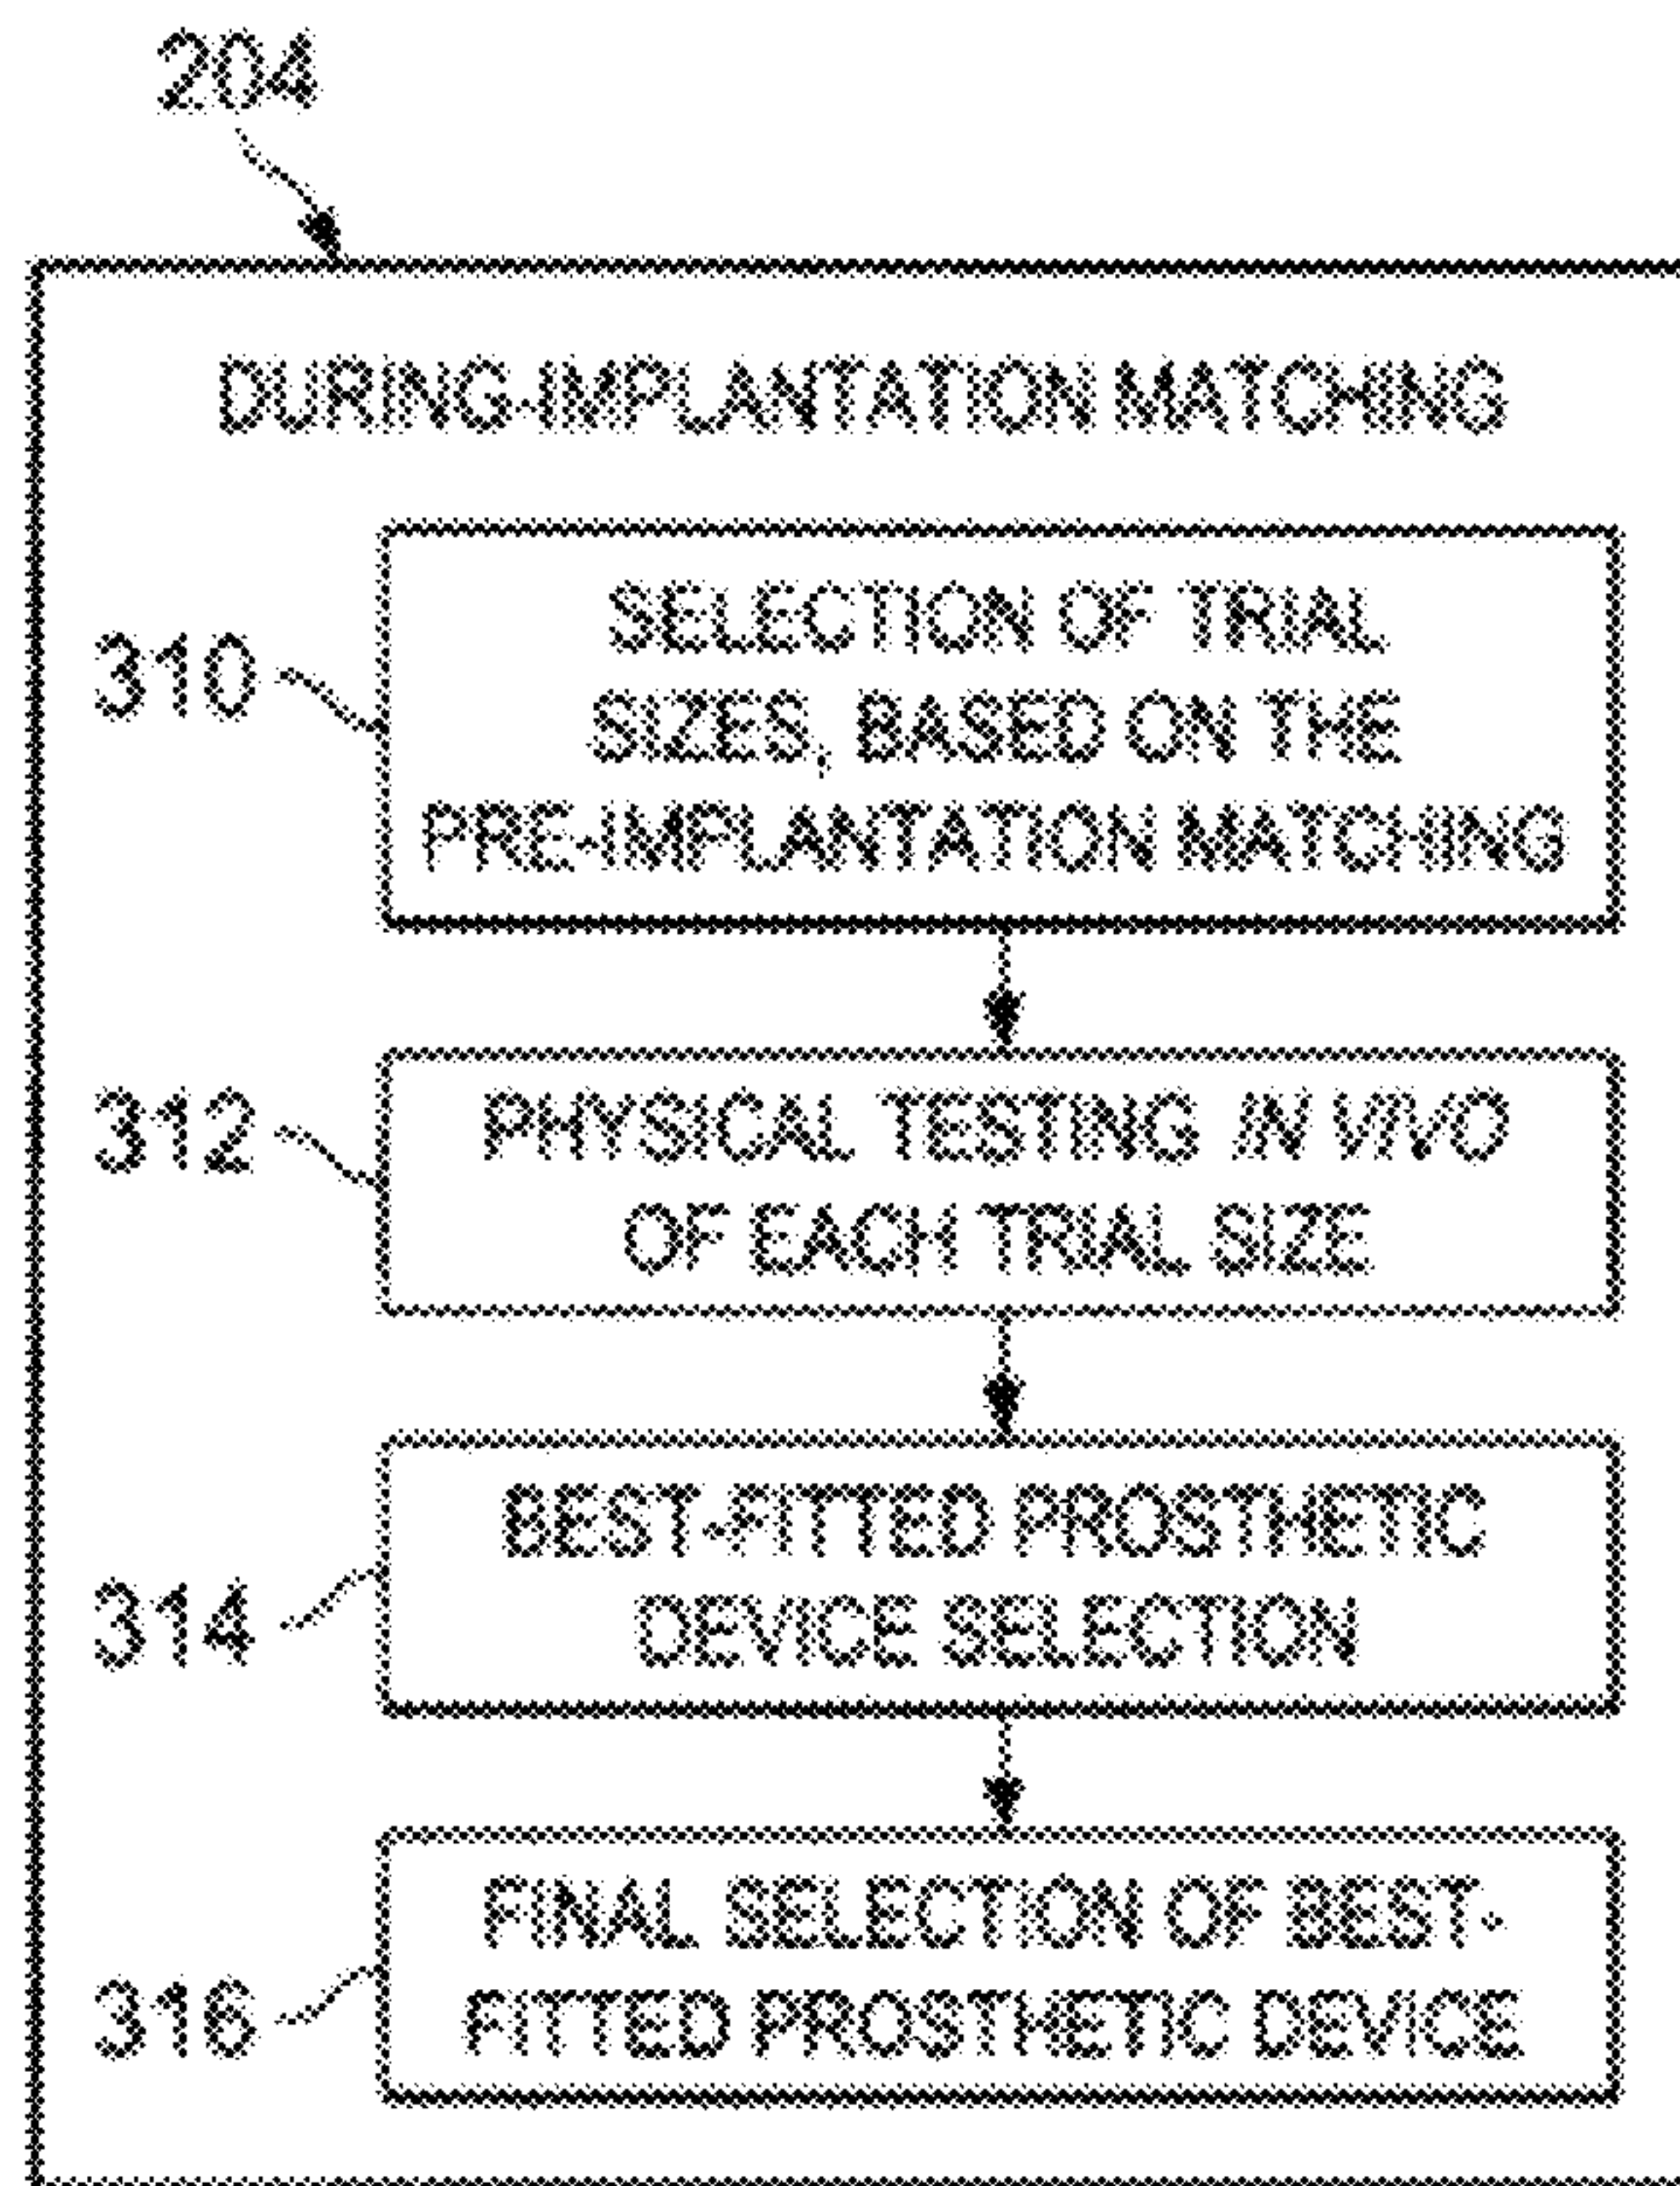 204
DURING-IMPLANTATION MATCHING
310
SELECTION OF TRIAL
SIZES, BASED ON THE
PRE-IMPLANTATION MATCHING
312
PHYSICAL TESTING IN VIVO
OF EACH TRIAL SIZE
314
BEST-FITTED PROSTHETIC
DEVICE SELECTION
316
FINAL SELECTION OF BEST-
FITTED PROSTHETIC DEVICE